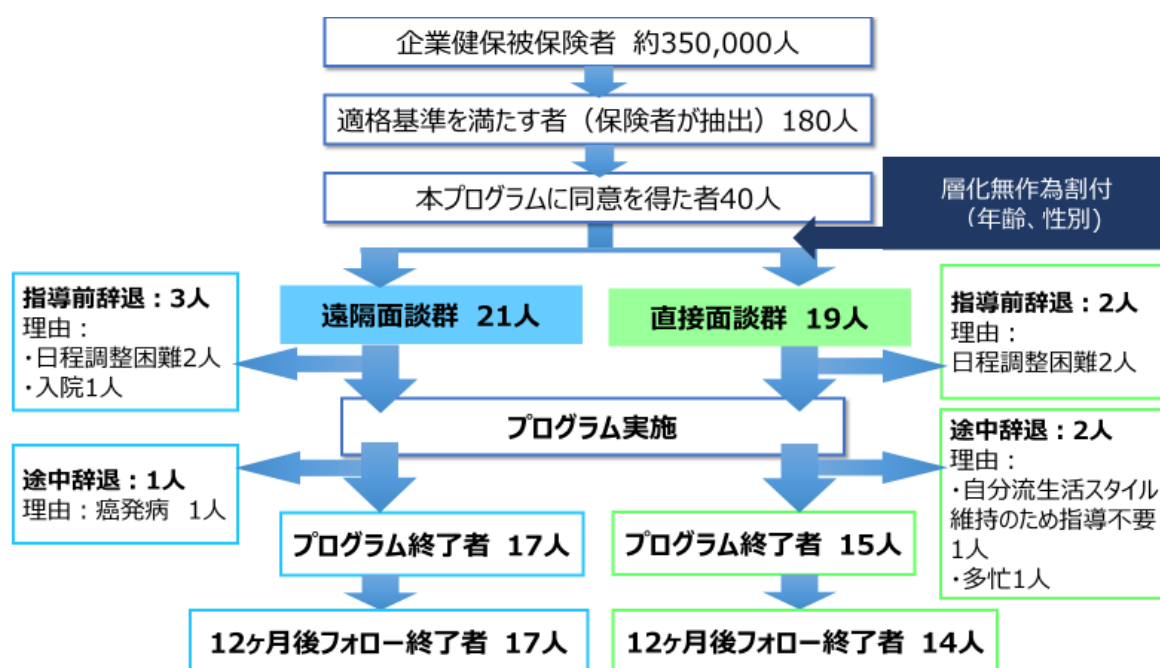 企業健保被保険者 約350,000人
適格基準を満たす者（保険者が抽出）180人
本プログラムに同意を得た者40人
層化無作為割付
（年齢、性別)
指導前辞退：3人
理由：
・日程調整困難2人
・入院1人
遠隔面談群 21人
直接面談群 19人
指導前辞退：2人
理由：
日程調整困難2人
プログラム実施
途中辞退：1人
理由：癌発病 1人
途中辞退：2人
理由：
・自分流生活スタイル
維持のため指導不要
1人
・多忙1人
プログラム終了者 17人
プログラム終了者 15人
12ヶ月後フォロー終了者 17人
12ヶ月後フォロー終了者 14人